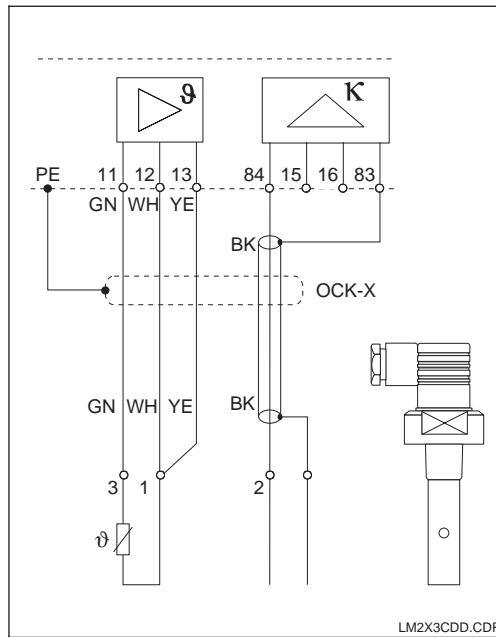 ϑ κ
PE 11 12 13 84 15 16 83
GN WH YE
BK
OCK-X
GN WH YE BK
3 1 2
ϑ
LM2X3CDD.CDR